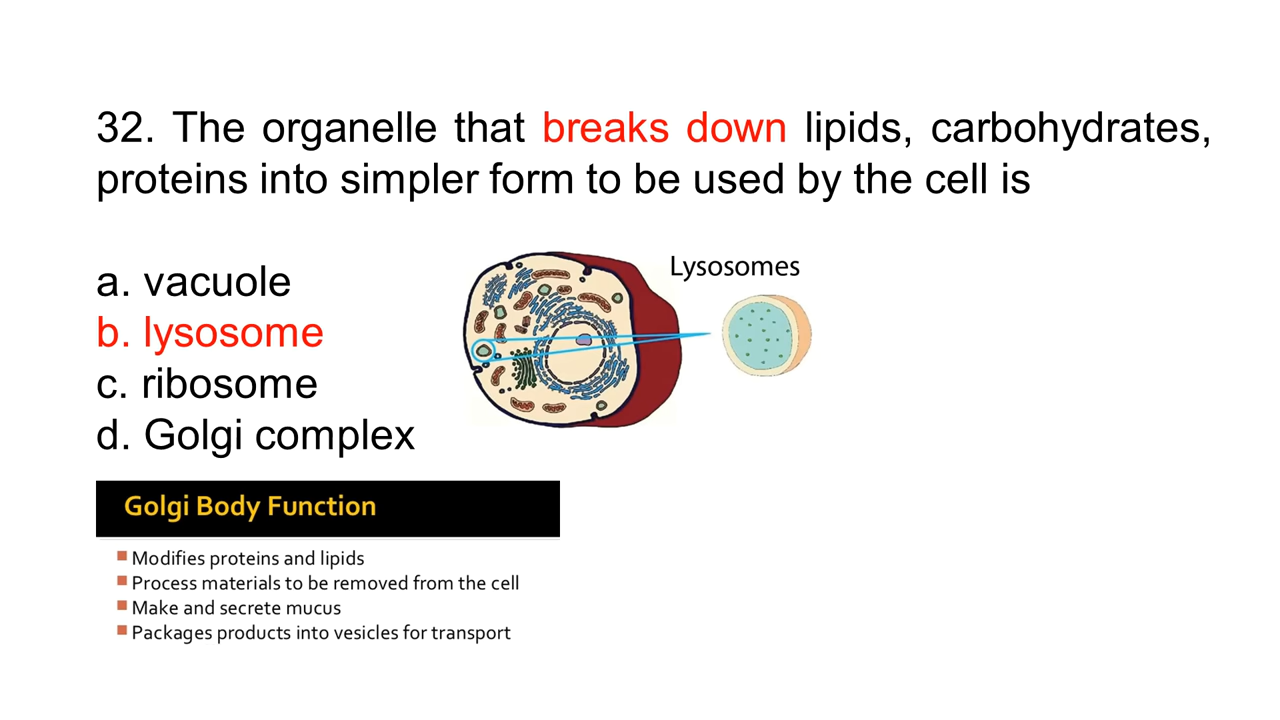 32. The organelle that breaks down lipids, carbohydrates,
proteins into simpler form to be used by the cell is
a. vacuole
b. lysosome
c. ribosome
d. Golgi complex
Lysosomes
Golgi Body Function
Modifies proteins and lipids
Process materials to be removed from the cell
Make and secrete mucus
Packages products into vesicles for transport